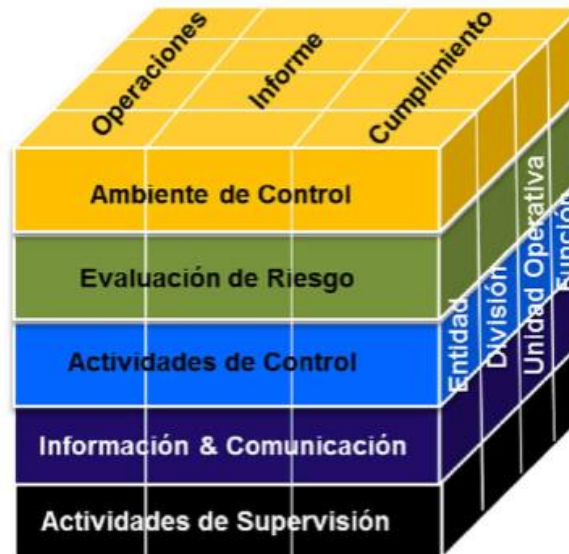 Operaciones
Informe
Cumplimiento
Ambiente de Control
Evaluación de Riesgo
Actividades de Control
Información & Comunicación
Actividades de Supervisión
Entidad
División
Unidad Operativa
Función